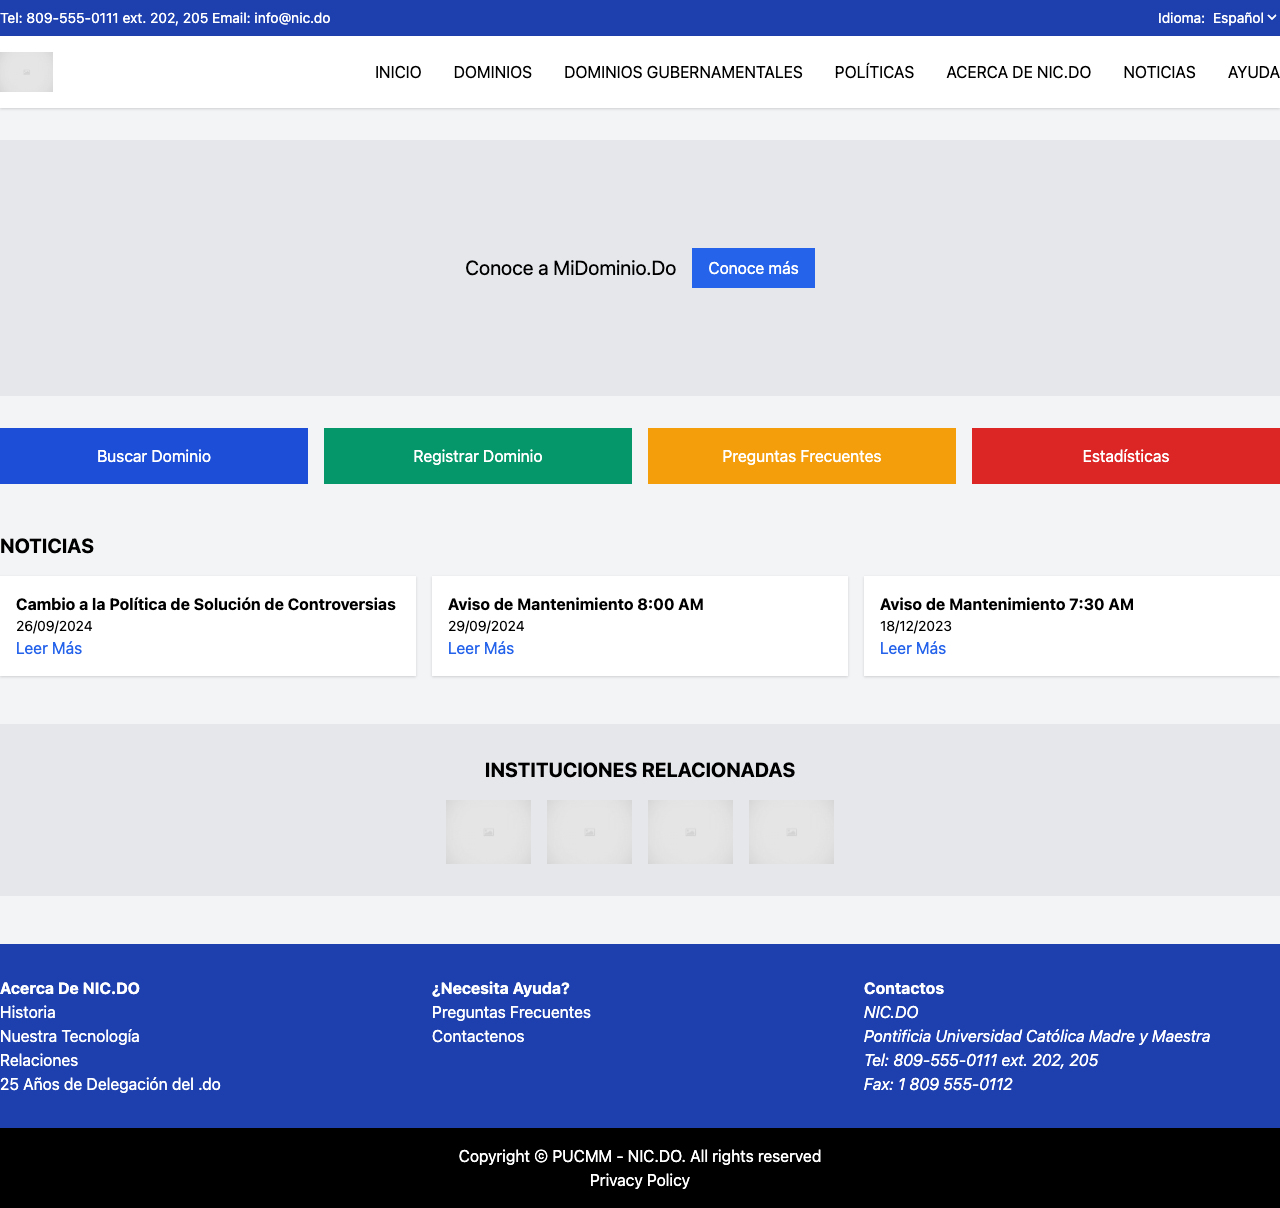 Tel: 809-555-0111 ext. 202, 205 Email: info@nic.do
Idioma: Español
INICIO DOMINIOS DOMINIOS GUBERNAMENTALES POLÍTICAS ACERCA DE NIC.DO NOTICIAS AYUDA
Conoce a MiDominio.Do
Conoce más
Buscar Dominio
Registrar Dominio
Preguntas Frecuentes
Estadísticas
NOTICIAS
Cambio a la Política de Solución de Controversias
26/09/2024
Leer Más
Aviso de Mantenimiento 8:00 AM
29/09/2024
Leer Más
Aviso de Mantenimiento 7:30 AM
18/12/2023
Leer Más
INSTITUCIONES RELACIONADAS
Acerca De NIC.DO
Historia
Nuestra Tecnología
Relaciones
25 Años de Delegación del .do
¿Necesita Ayuda?
Preguntas Frecuentes
Contactenos
Contactos
NIC.DO
Pontificia Universidad Católica Madre y Maestra
Tel: 809-555-0111 ext. 202, 205
Fax: 1 809 555-0112
Copyright © PUCMM - NIC.DO. All rights reserved
Privacy Policy